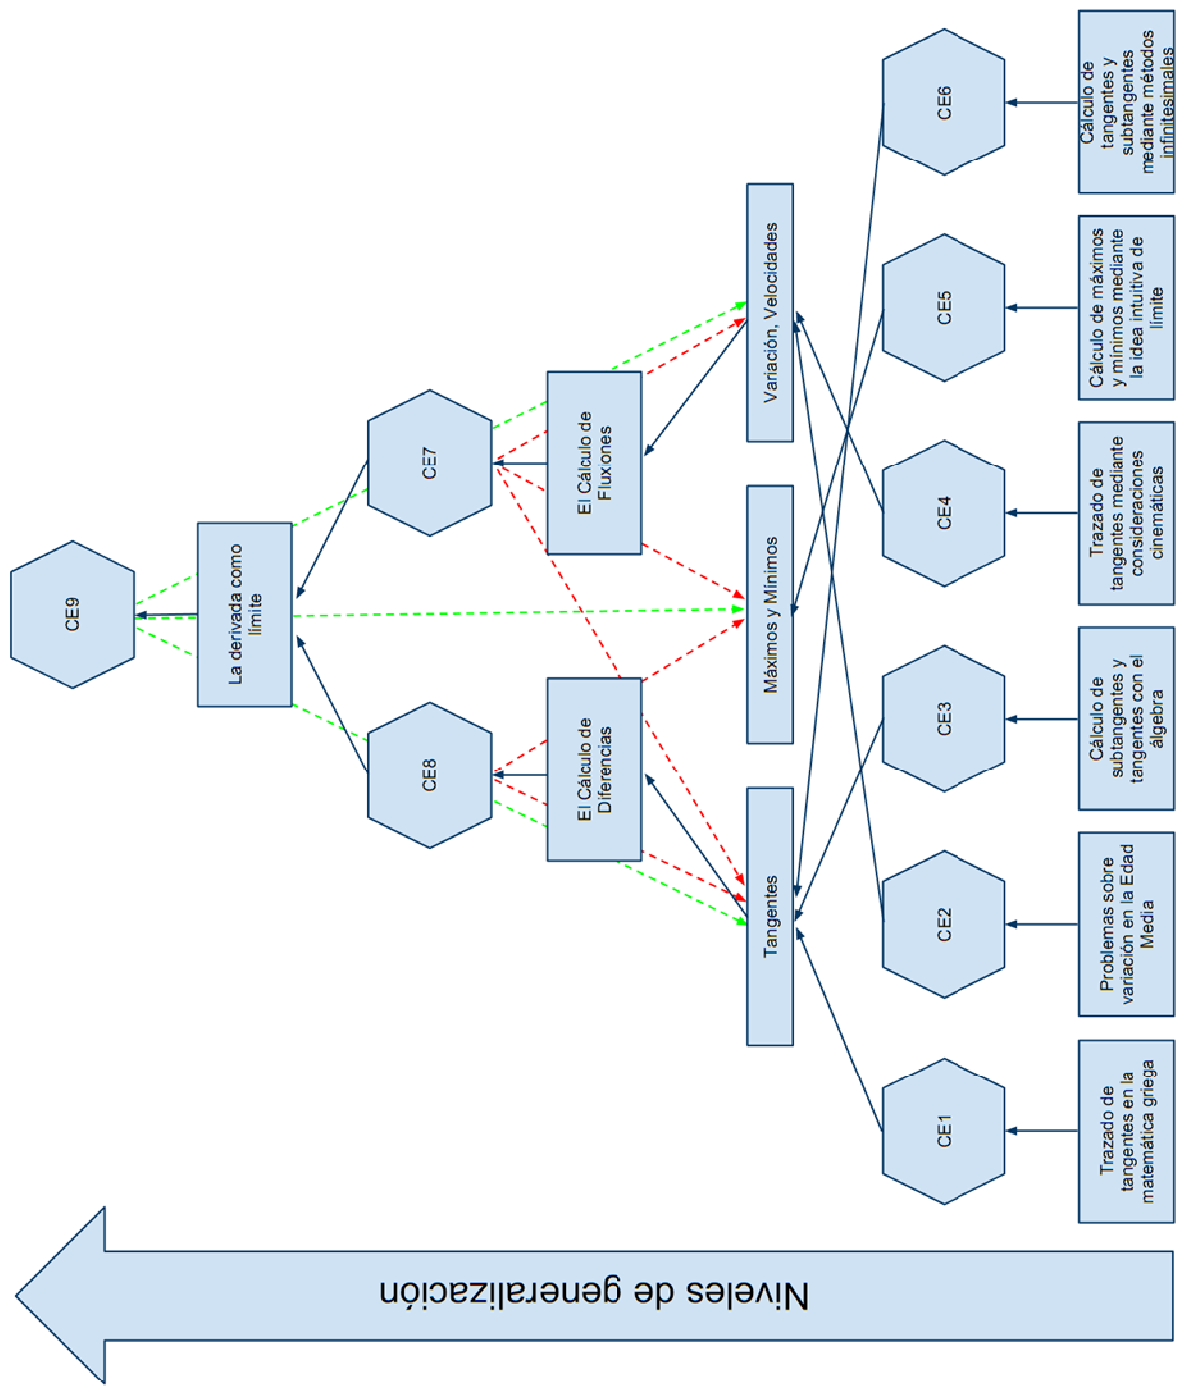 CE9
La derivada como
límite
CE8
CE7
El Cálculo de
Diferencias
El Cálculo de
Fluxiones
Tangentes
Máximos y Mínimos
Variación, Velocidades
CE1
CE2
CE3
CE4
CE5
CE6
Trazado de
tangentes en la
matemática griega
Problemas sobre
variación en la Edad
Media
Cálculo de
subtangentes y
tangentes con el
álgebra
Trazado de
tangentes mediante
consideraciones
cinemáticas
Cálculo de máximos
y mínimos mediante
la idea intuitiva de
límite
Cálculo de
tangentes y
subtangentes
mediante métodos
infinitesimales
Niveles de generalización